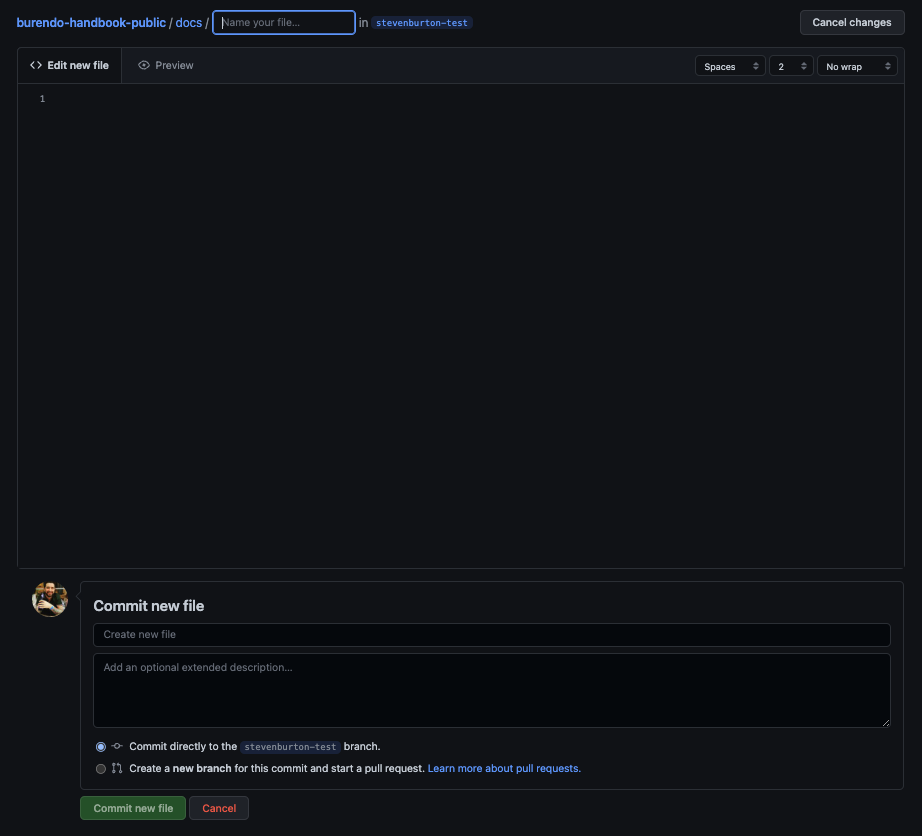 burendo-handbook-public / docs / Name your file... in stevenburton-test Cancel changes
<> Edit new file Preview Spaces 2 No wrap
1
Commit new file
Create new file
Add an optional extended description...
Commit directly to the stevenburton-test branch.
Create a new branch for this commit and start a pull request. Learn more about pull requests.
Commit new file Cancel